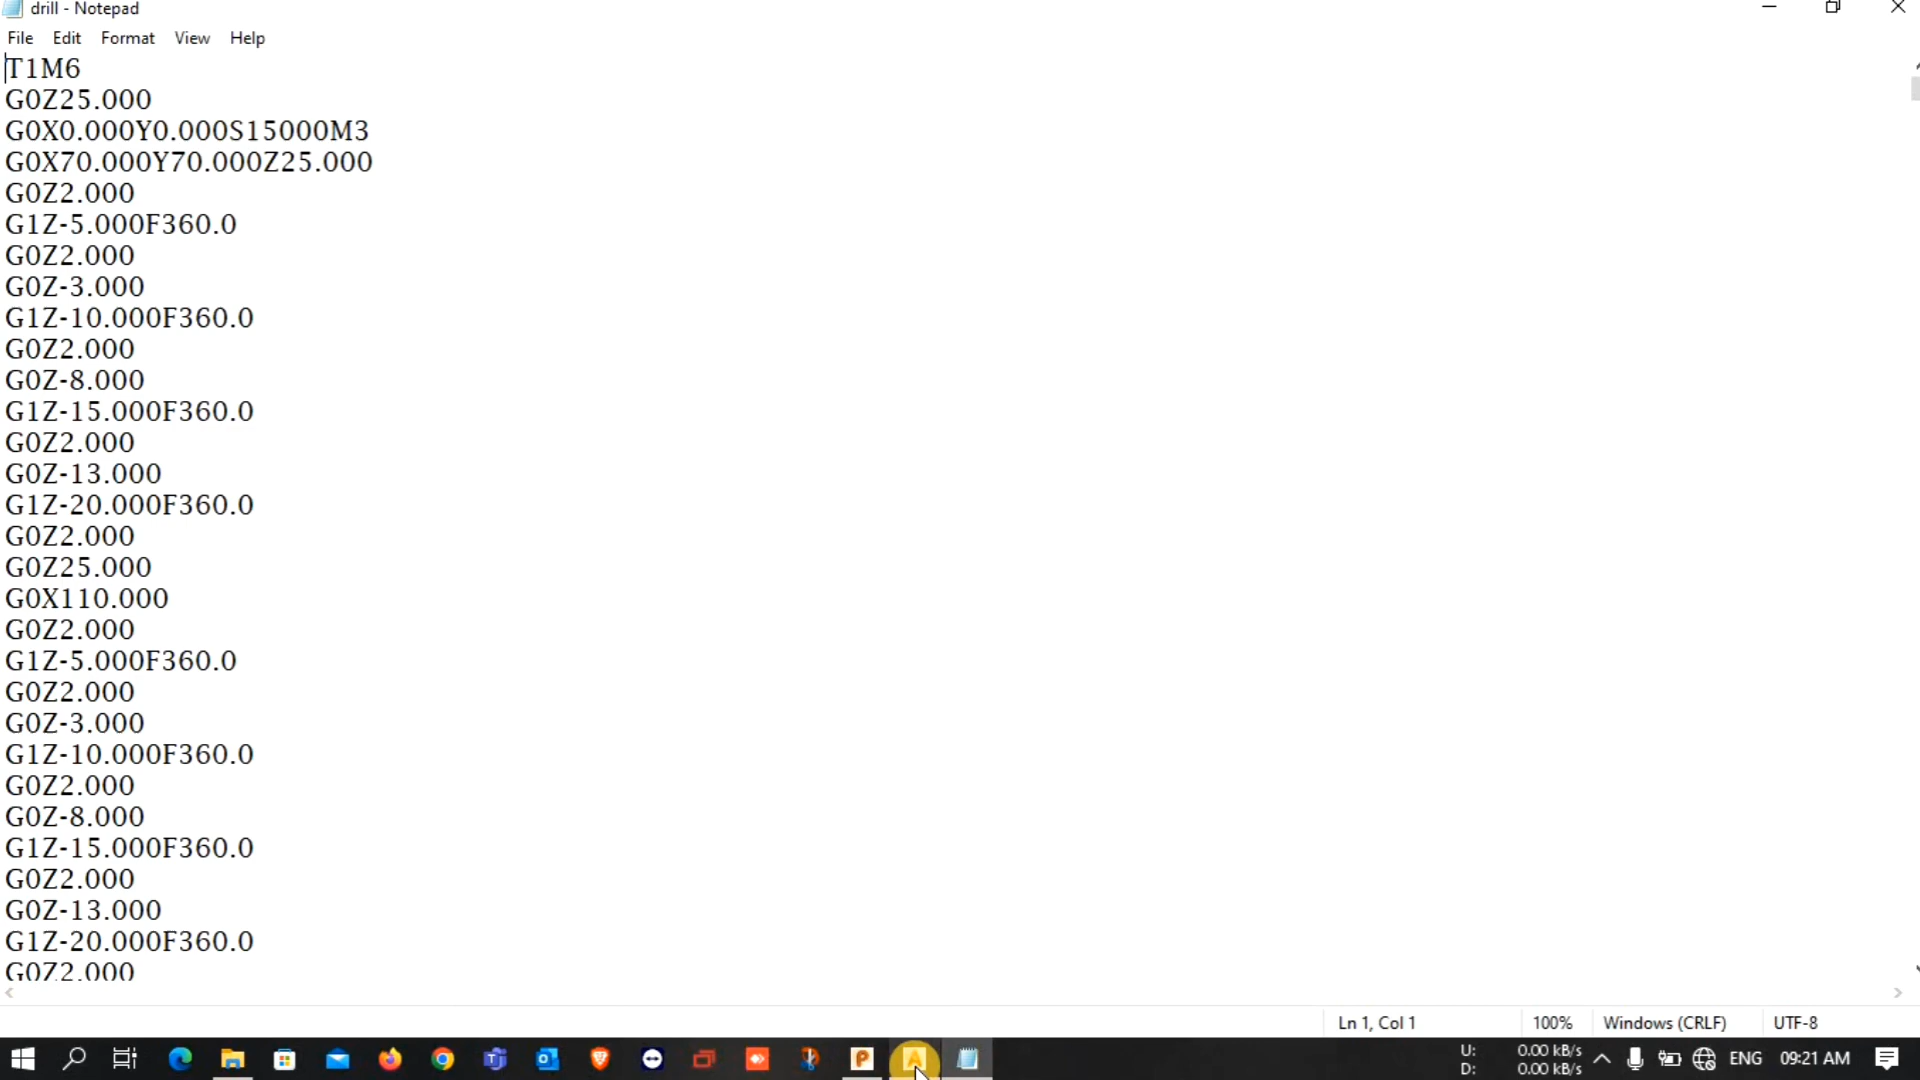 drill - Notepad
File Edit Format View Help
T1M6
G0Z25.000
G0X0.000Y0.000S15000M3
G0X70.000Y70.000Z25.000
G0Z2.000
G1Z-5.000F360.0
G0Z2.000
G0Z-3.000
G1Z-10.000F360.0
G0Z2.000
G0Z-8.000
G1Z-15.000F360.0
G0Z2.000
G0Z-13.000
G1Z-20.000F360.0
G0Z2.000
G0Z25.000
G0X110.000
G0Z2.000
G1Z-5.000F360.0
G0Z2.000
G0Z-3.000
G1Z-10.000F360.0
G0Z2.000
G0Z-8.000
G1Z-15.000F360.0
G0Z2.000
G0Z-13.000
G1Z-20.000F360.0
G0Z2.000
Ln 1, Col 1 100% Windows (CRLF) UTF-8
U: 0.00 kB/s
D: 0.00 kB/s
P A ENG 09:21 AM